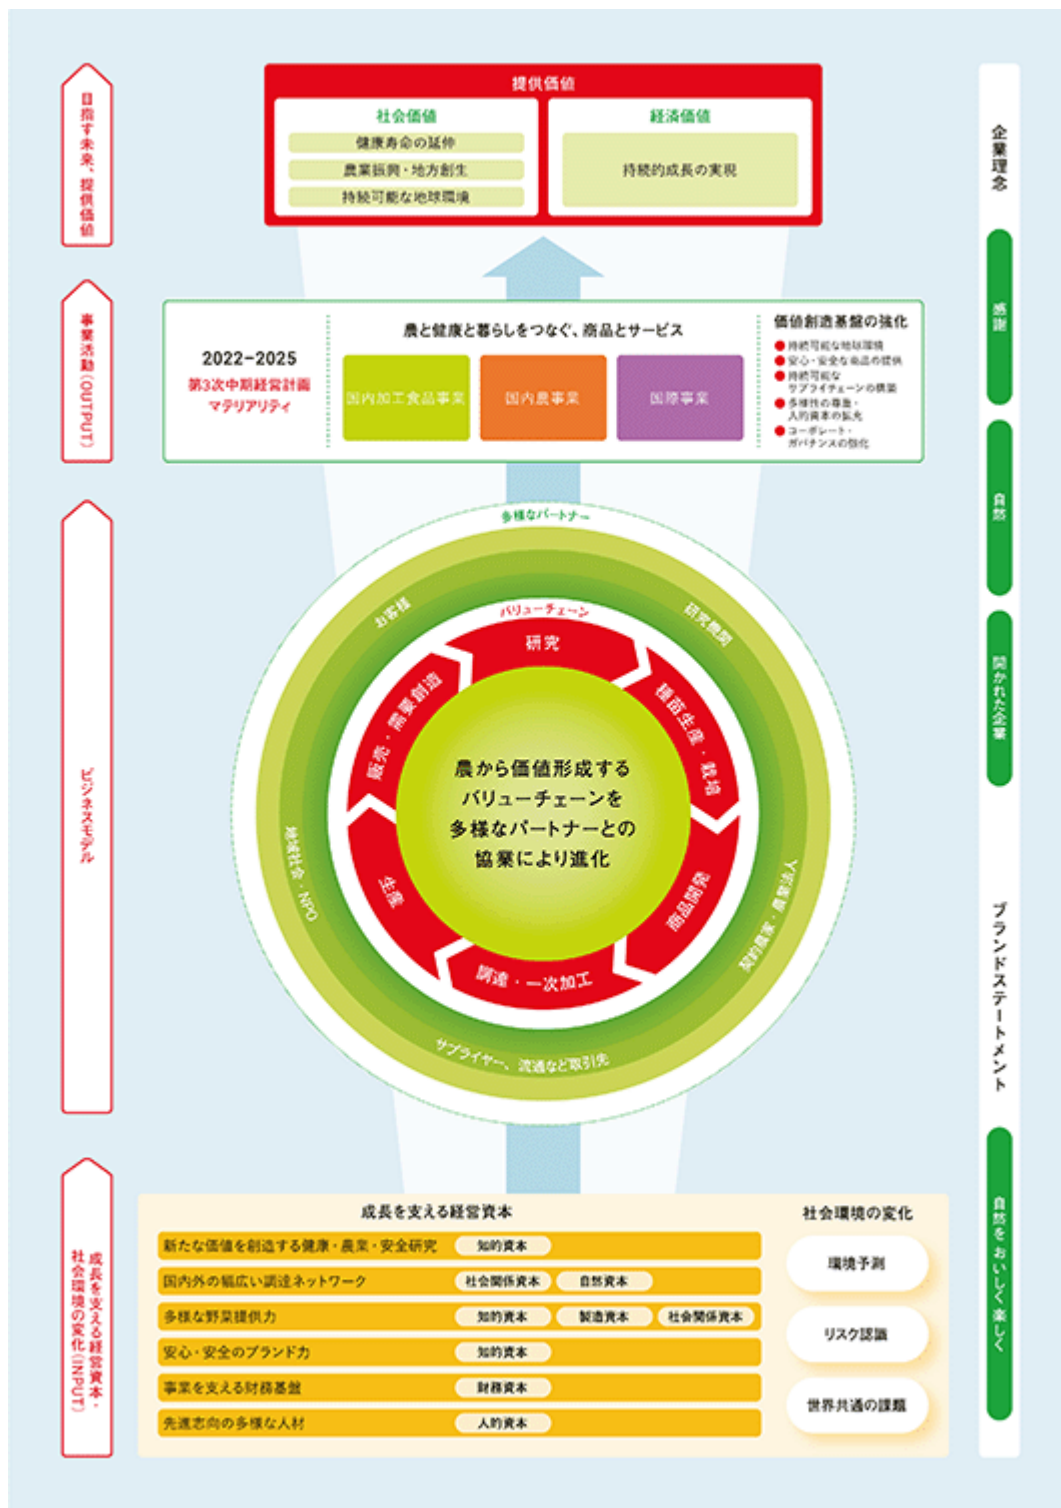 目指す未来、提供価値
提供価値
社会価値
健康寿命の延伸
農業振興・地方創生
持続可能な地球環境
経済価値
持続的成長の実現
事業活動(OUTPUT)
2022-2025
第3次中期経営計画
マテリアリティ
農と健康と暮らしをつなぐ、商品とサービス
国内加工食品事業
国内農事業
国際事業
価値創造基盤の強化
持続可能な地球環境
安心・安全な商品の提供
持続可能な
サプライチェーンの構築
多様性の尊重・
人的資本の拡充
コーポレート・
ガバナンスの強化
ビジネスモデル
多様なパートナー
お客様
研究機関
契約農家・農業法人
サプライヤー、流通など取引先
地域社会・NPO
バリューチェーン
研究
種苗生産・栽培
商品開発
調達・一次加工
生産
販売・需要創造
農から価値形成する
バリューチェーンを
多様なパートナーとの
協業により進化
成長を支える経営資本・
社会環境の変化(INPUT)
成長を支える経営資本
新たな価値を創造する健康・農業・安全研究 知的資本
国内外の幅広い調達ネットワーク 社会関係資本 自然資本
多様な野菜提供力 知的資本 製造資本 社会関係資本
安心・安全のブランド力 知的資本
事業を支える財務基盤 財務資本
先進志向の多様な人材 人的資本
社会環境の変化
環境予測
リスク認識
世界共通の課題
企業理念
感謝
自然
開かれた企業
ブランドステートメント
自然を おいしく 楽しく